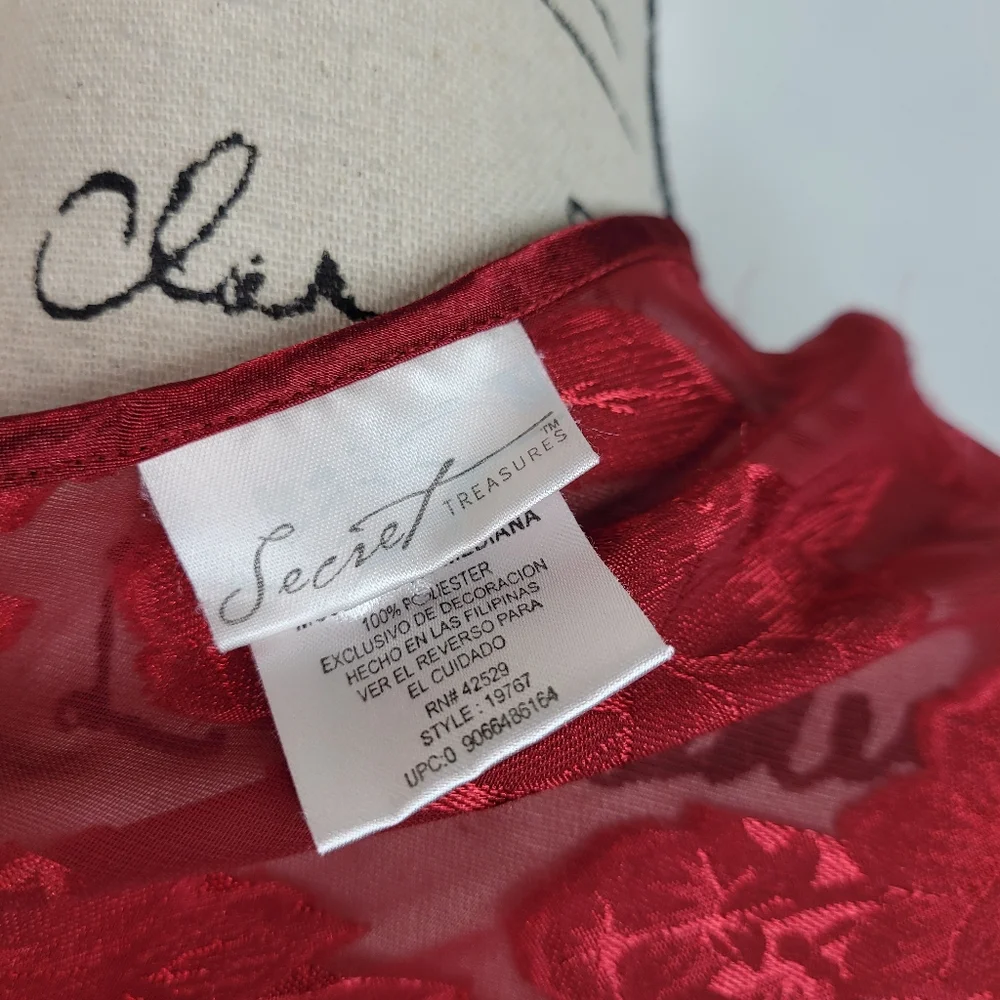 Secret TREASURES™
MEDIANA
100% POLIESTER
EXCLUSIVO DE DECORACION
HECHO EN LAS FILIPINAS
VER EL REVERSO PARA
EL CUIDADO
RN# 42529
STYLE : 19767
UPC:0 9066486164